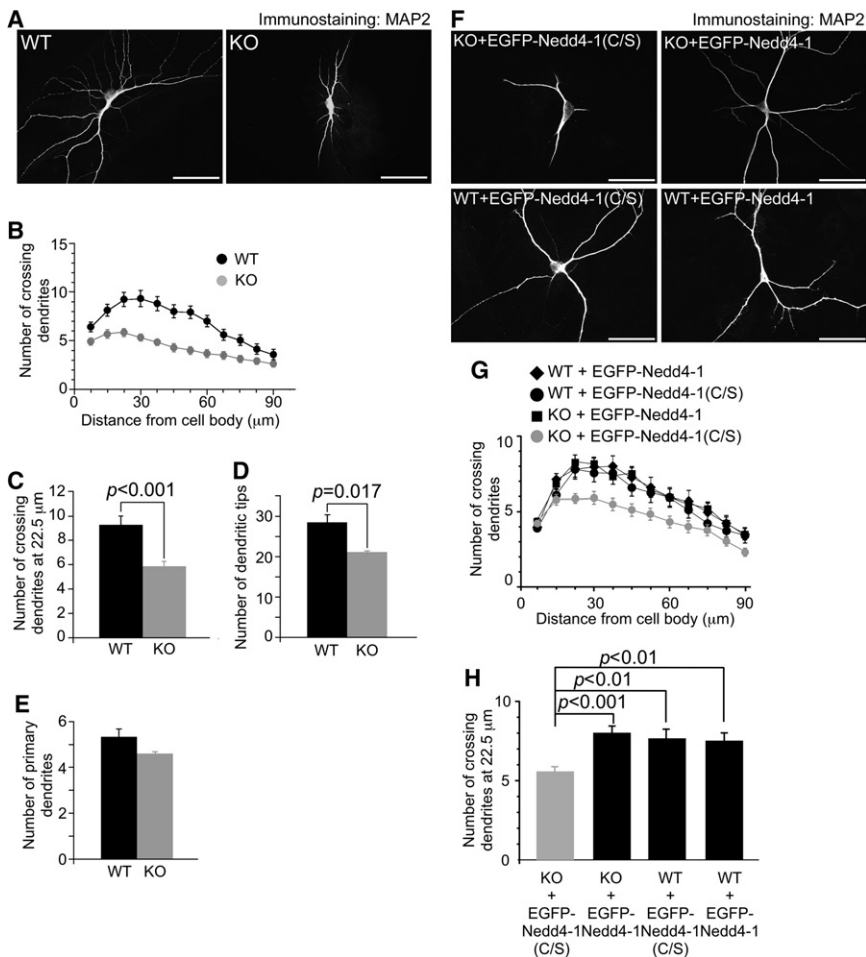 A
Immunostaining: MAP2
WT
KO
B
Number of crossing
dendrites
15
10
5
0
WT
KO
0
30
60
90
Distance from cell body (μm)
C
Number of crossing
dendrites at 22.5 μm
12
9
6
4
2
0
p<0.001
WT
KO
D
Number of dendritic tips
30
20
10
0
p=0.017
WT
KO
E
Number of primary
dendrites
6
4
2
0
WT
KO
F
Immunostaining: MAP2
KO+EGFP-Nedd4-1(C/S)
KO+EGFP-Nedd4-1
WT+EGFP-Nedd4-1(C/S)
WT+EGFP-Nedd4-1
G
WT + EGFP-Nedd4-1
WT + EGFP-Nedd4-1(C/S)
KO + EGFP-Nedd4-1
KO + EGFP-Nedd4-1(C/S)
Number of crossing
dendrites
10
5
0
0
30
60
90
Distance from cell body (μm)
H
Number of crossing
dendrites at 22.5 μm
10
5
0
p<0.01
p<0.01
p<0.001
KO
+
EGFP-
Nedd4-1
(C/S)
KO
+
EGFP-
Nedd4-1
WT
+
EGFP-
Nedd4-1
(C/S)
WT
+
EGFP-
Nedd4-1